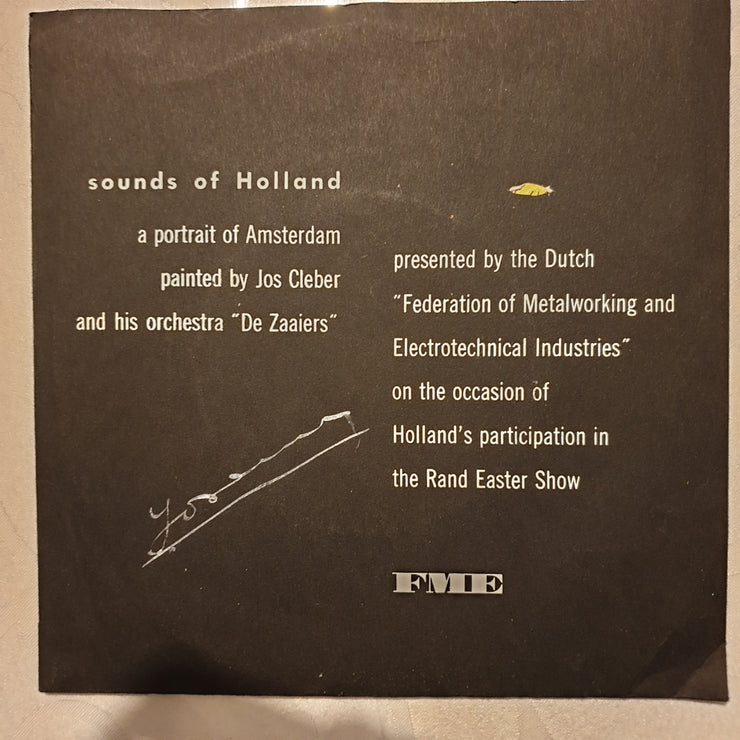 sounds of Holland
a portrait of Amsterdam
painted by Jos Cleber
and his orchestra "De Zaaiers"
presented by the Dutch
"Federation of Metalworking and
Electrotechnical Industries"
on the occasion of
Holland's participation in
the Rand Easter Show
FMIE